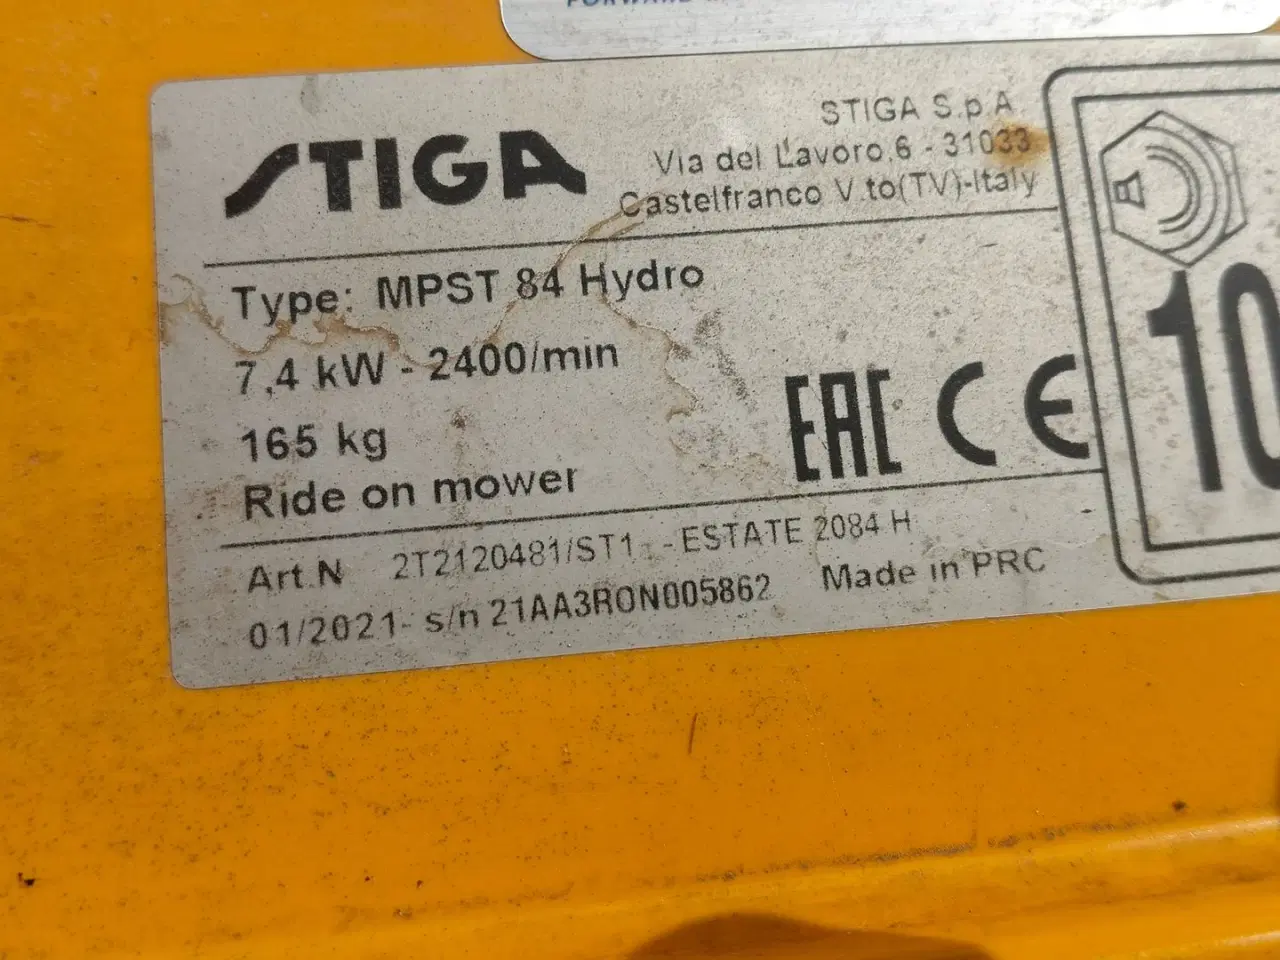 STIGA
STIGA S.p.A
Via del Lavoro,6 - 31033
Castelfranco V.to(TV)-Italy
Type: MPST 84 Hydro
7,4 kW - 2400/min
165 kg
Ride on mower
EAC CE
Art.N 2T2120481/ST1 - ESTATE 2084 H
01/2021- s/n 21AA3RON005862 Made in PRC
10